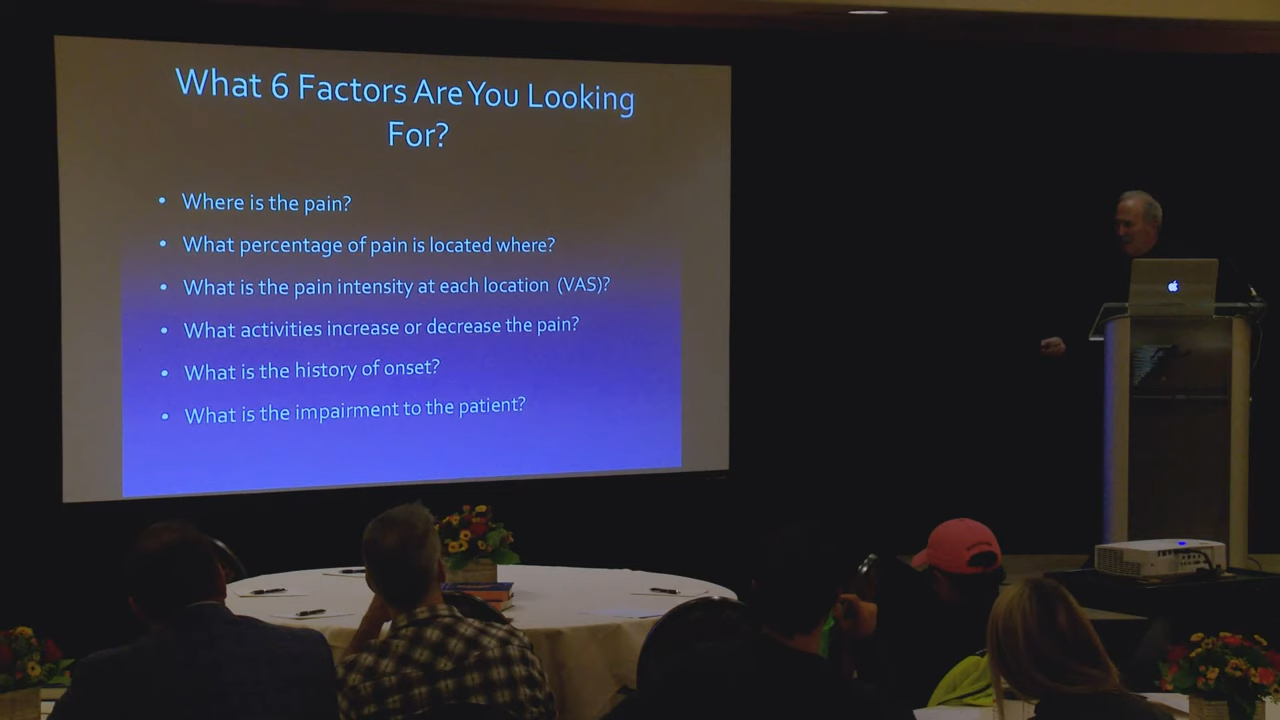 What 6 Factors Are You Looking
For?
• Where is the pain?
• What percentage of pain is located where?
• What is the pain intensity at each location (VAS)?
• What activities increase or decrease the pain?
• What is the history of onset?
• What is the impairment to the patient?